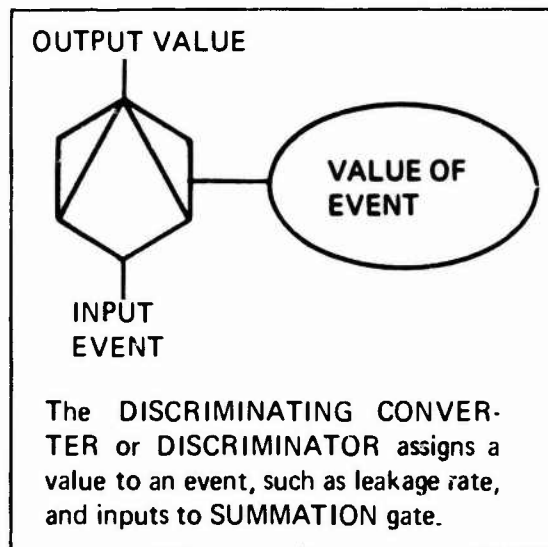 OUTPUT VALUE
VALUE OF
EVENT
INPUT
EVENT
The DISCRIMINATING CONVER-
TER or DISCRIMINATOR assigns a
value to an event, such as leakage rate,
and inputs to SUMMATION gate.